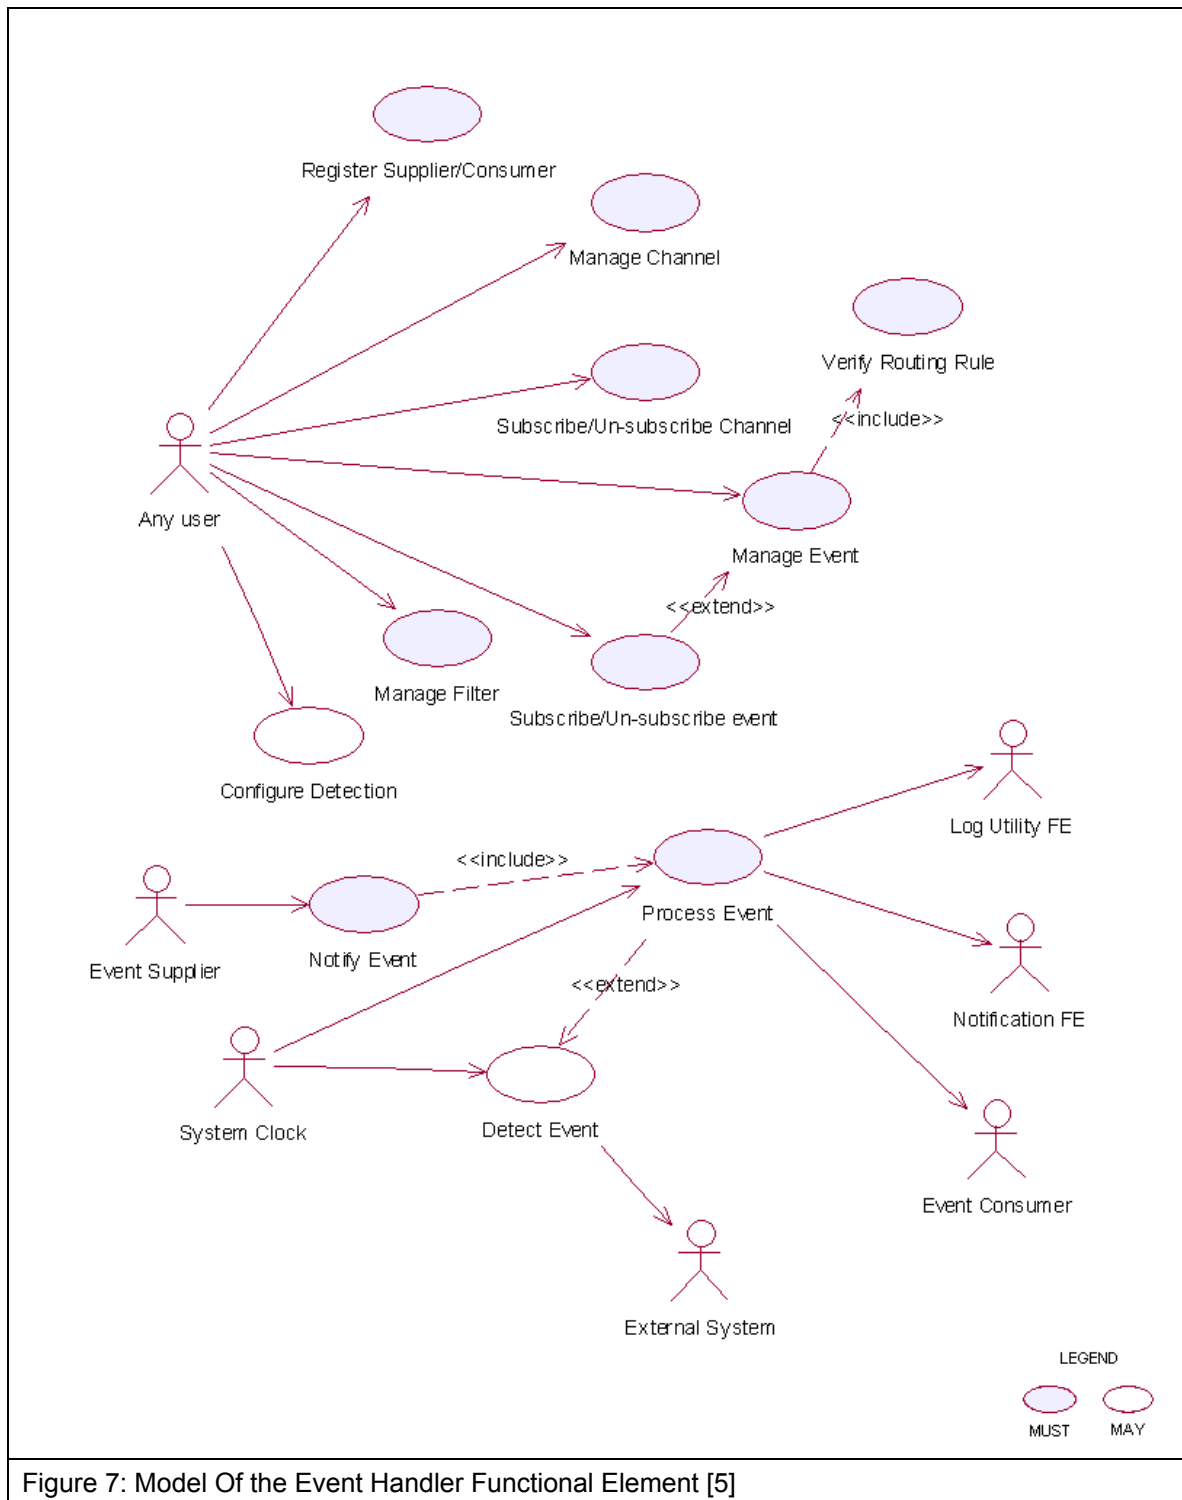 Register Supplier/Consumer
Manage Channel
Verify Routing Rule
Subscribe/Un-subscribe Channel
<<include>>
Any user
Manage Event
<<extend>>
Manage Filter
Subscribe/Un-subscribe event
Configure Detection
Log Utility FE
<<include>>
Process Event
Event Supplier
Notify Event
<<extend>>
Notification FE
System Clock
Detect Event
Event Consumer
External System
LEGEND
MUST
MAY
Figure 7: Model Of the Event Handler Functional Element [5]